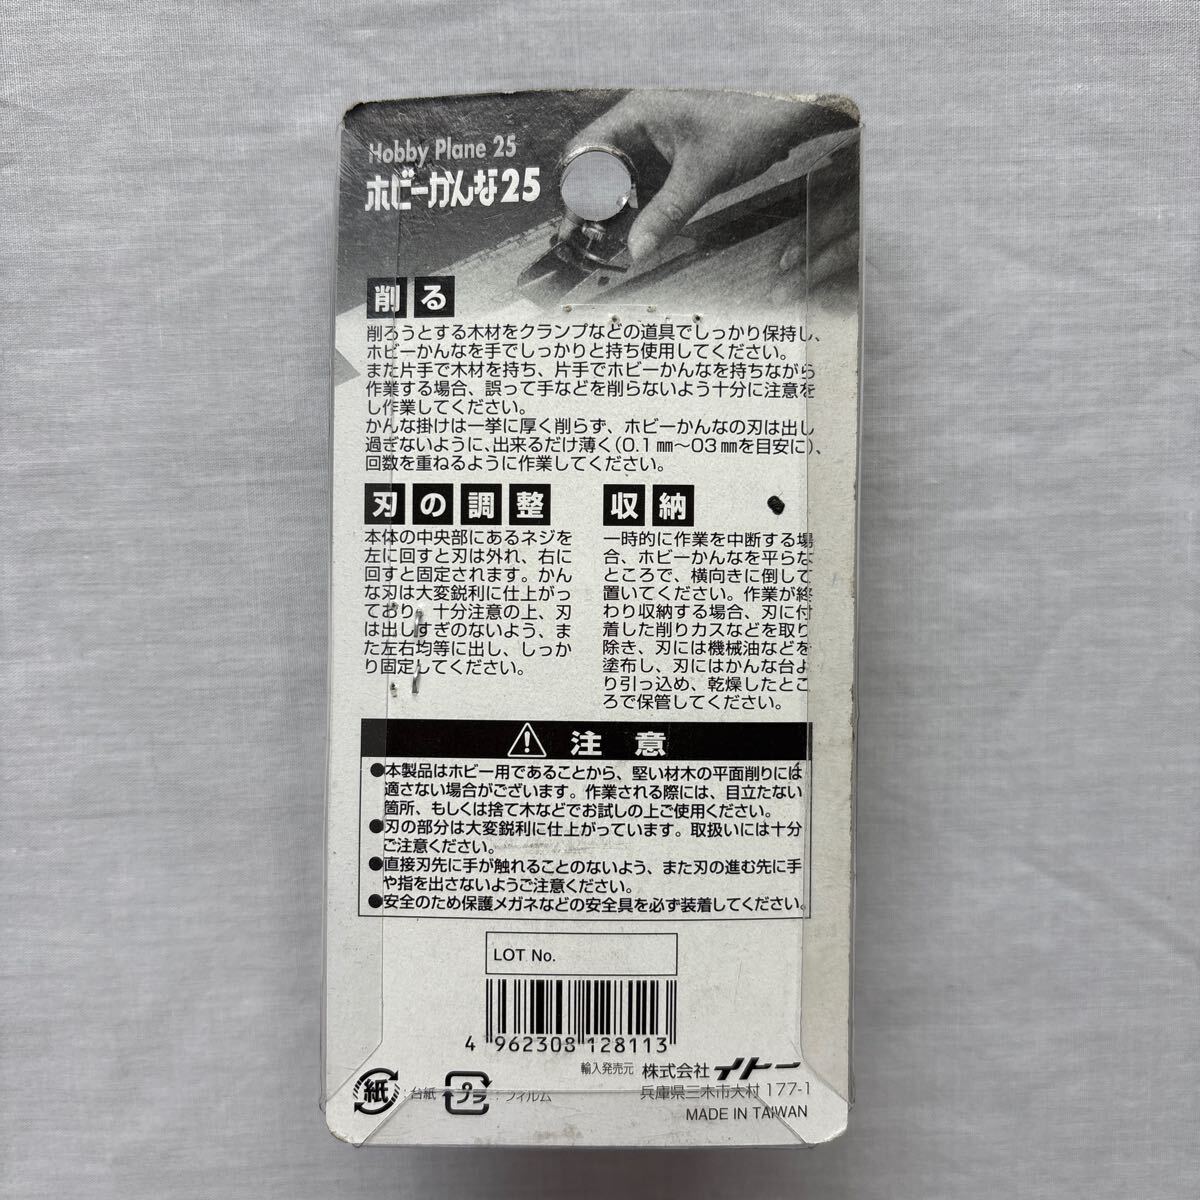 Hobby Plane 25
ホビーかんな25
削る
削ろうとする木材をクランプなどの道具でしっかり保持し、
ホビーかんなを手でしっかりと持ち使用してください。
また片手で木材を持ち、片手でホビーかんなを持ちながら
作業する場合、誤って手などを削らないよう十分に注意を
し作業してください。
かんな掛けは一挙に厚く削らず、ホビーかんなの刃は出し
過ぎないように、出来るだけ薄く(0.1㎜〜03㎜を目安に)、
回数を重ねるように作業してください。
刃の調整
本体の中央部にあるネジを
左に回すと刃は外れ、右に
回すと固定されます。かん
な刃は大変鋭利に仕上がっ
ており、十分注意の上、刃
は出しすぎのないよう、ま
た左右均等に出し、しっか
り固定してください。
収納
一時的に作業を中断する場
合、ホビーかんなを平らな
ところで、横向きに倒して
置いてください。作業が終
わり収納する場合、刃に付
着した削りカスなどを取り
除き、刃には機械油などを
塗布し、刃にはかんな台よ
り引っ込め、乾燥したとこ
ろで保管してください。
注意
●本製品はホビー用であることから、堅い材木の平面削りには
適さない場合がございます。作業される際には、目立たない
箇所、もしくは捨て木などでお試しの上ご使用ください。
●刃の部分は大変鋭利に仕上がっています。取扱いには十分
ご注意ください。
●直接刃先に手が触れることのないよう、また刃の進む先に手
や指を出さないようご注意ください。
●安全のため保護メガネなどの安全具を必ず装着してください。
LOT No.
4 962308 128113
輸入発売元 株式会社イトー
兵庫県三木市大村177-1
MADE IN TAIWAN
紙:台紙 プラ:フィルム